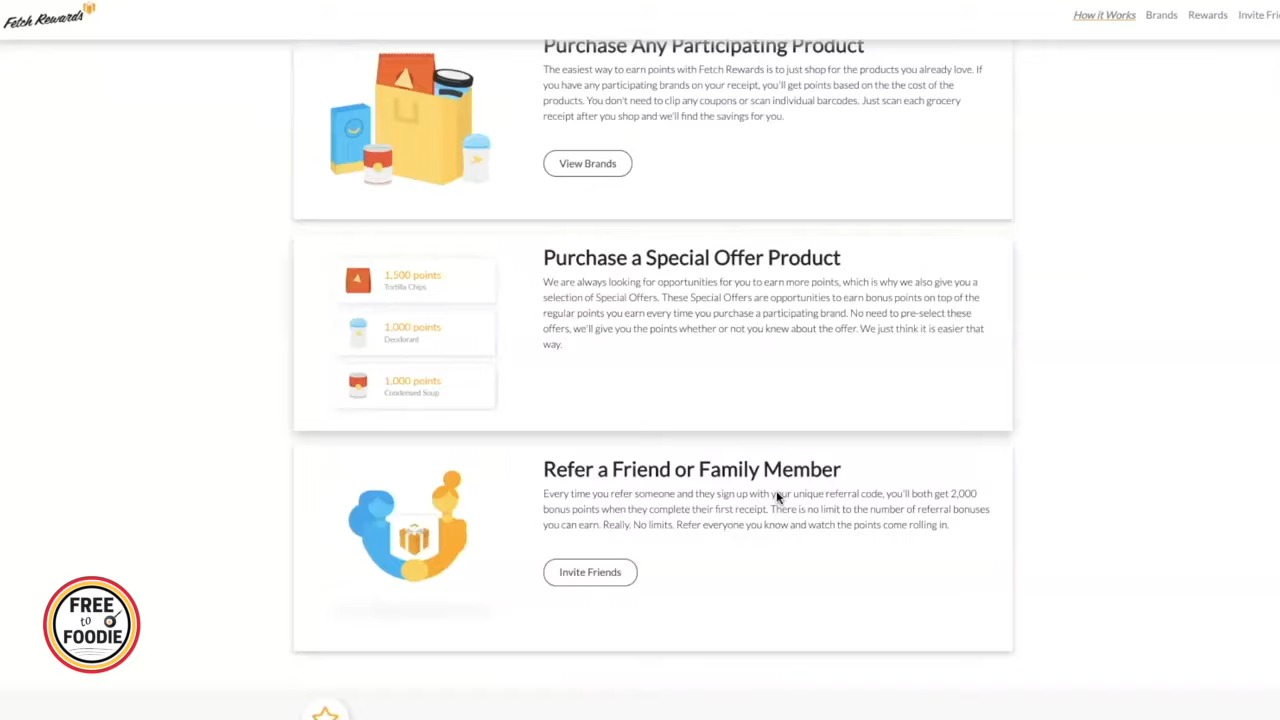 Fetch Rewards
How it Works
Brands
Rewards
Invite Frie
Purchase Any Participating Product
The easiest way to earn points with Fetch Rewards is to just shop for the products you already love. If
you have any participating brands on your receipt, you'll get points based on the the cost of the
products. You don't need to clip any coupons or scan individual barcodes. Just scan each grocery
receipt after you shop and we'll find the savings for you.
View Brands
1,500 points
Tortilla Chips
1,000 points
Deodorant
1,000 points
Condensed Soup
Purchase a Special Offer Product
We are always looking for opportunities for you to earn more points, which is why we also give you a
selection of Special Offers. These Special Offers are opportunities to earn bonus points on top of the
regular points you earn every time you purchase a participating brand. No need to pre-select these
offers, we'll give you the points whether or not you knew about the offer. We just think it is easier that
way.
Refer a Friend or Family Member
Every time you refer someone and they sign up with your unique referral code, you'll both get 2,000
bonus points when they complete their first receipt. There is no limit to the number of referral bonuses
you can earn. Really. No limits. Refer everyone you know and watch the points come rolling in.
Invite Friends
FREE
to
FOODIE